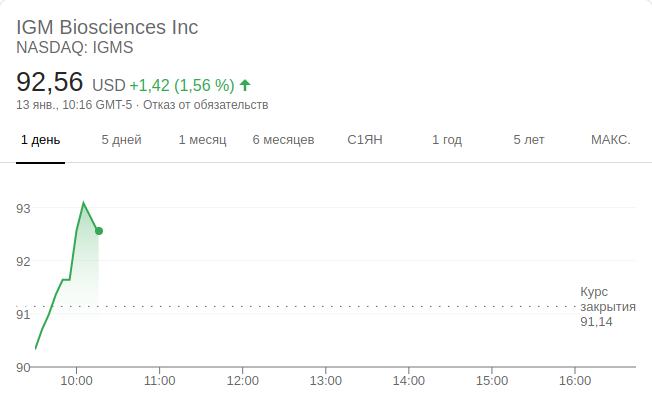 IGM Biosciences Inc
NASDAQ: IGMS
92,56 USD +1,42 (1,56 %)
13 янв., 10:16 GMT-5 · Отказ от обязательств
1 день 5 дней 1 месяц 6 месяцев С1ЯН 1 год 5 лет МАКС.
93
92
91
90
Курс
закрытия
91,14
10:00 11:00 12:00 13:00 14:00 15:00 16:00